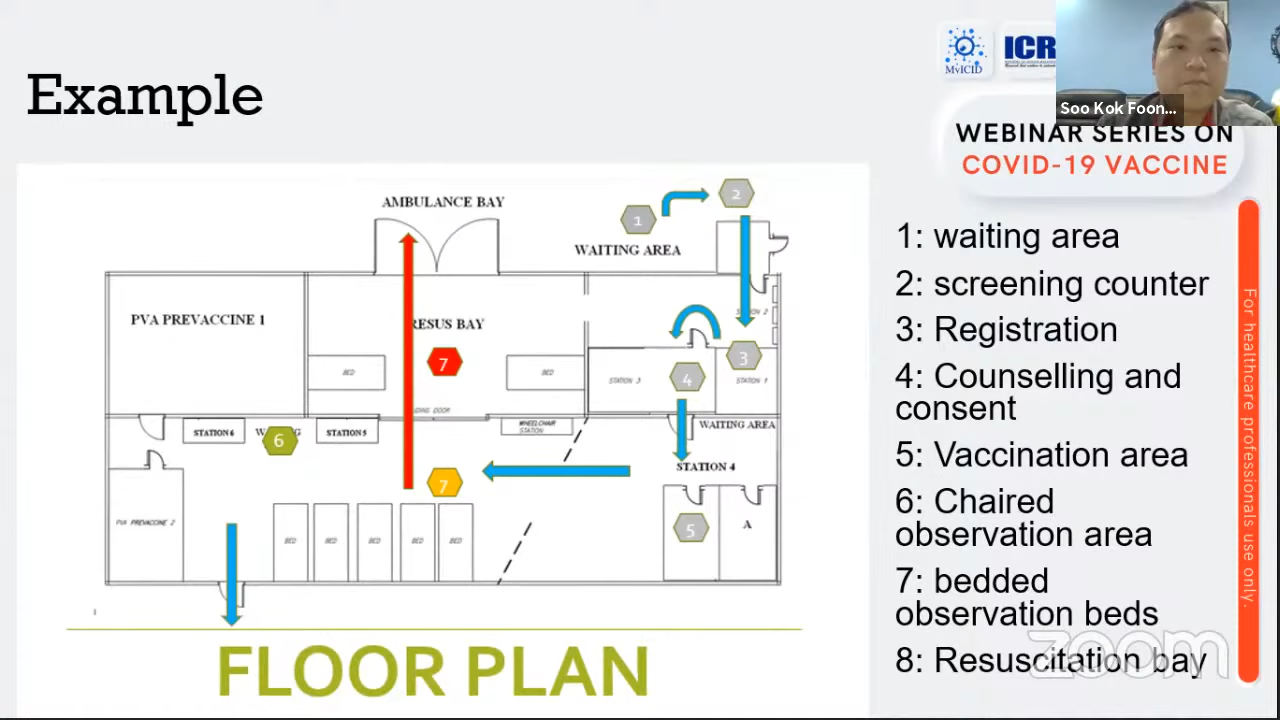 Example
MyICID
ICR
Soo Kok Foon...
WEBINAR SERIES ON
COVID-19 VACCINE
AMBULANCE BAY
1
2
WAITING AREA
PVA PREVACCINE 1
RESUS BAY
STATION 2
7
3
BED
BED
STATION 3
4
STATION 1
STATION 6
6
STATION 5
WHEELCHAIR
STATION
WAITING AREA
STATION 4
7
PVA PREVACCINE 2
5
A
BED
BED
BED
BED
BED
FLOOR PLAN
1: waiting area
2: screening counter
3: Registration
4: Counselling and
consent
5: Vaccination area
6: Chaired
observation area
7: bedded
observation beds
8: Resuscitation bay
For healthcare professionals use only.
zoom